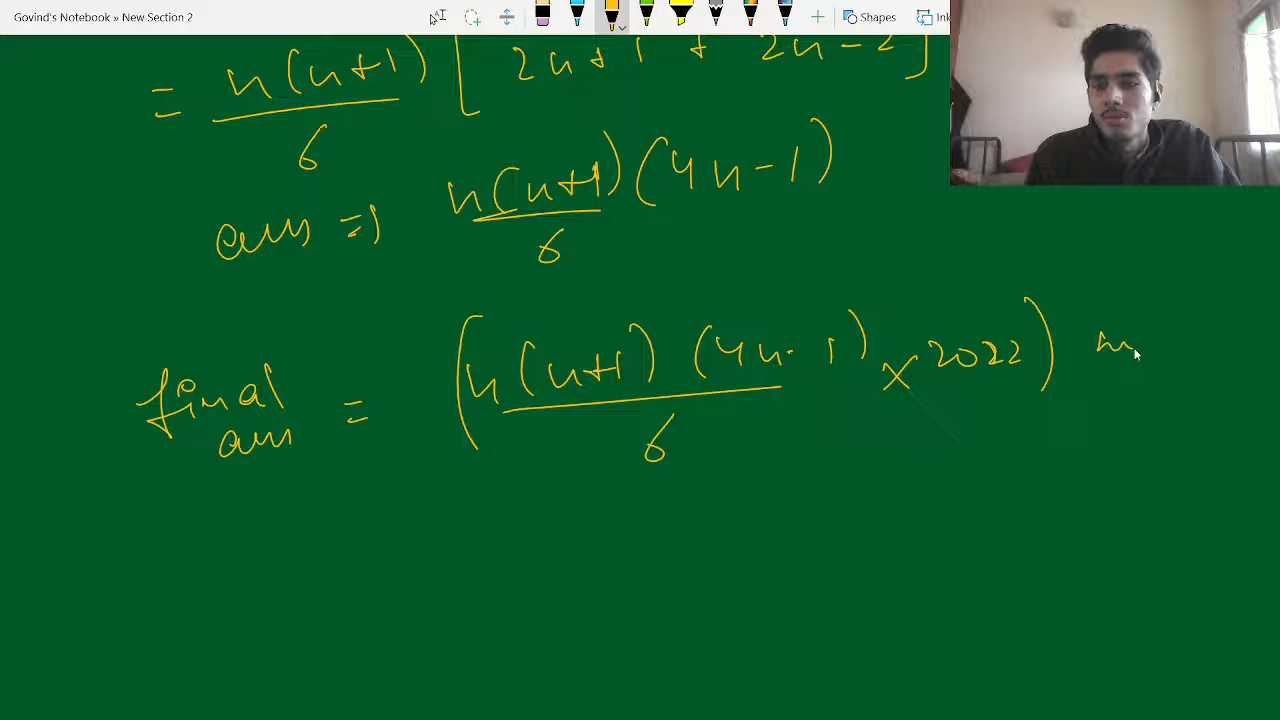 Govind's Notebook » New Section 2
Shapes
Ink
= n(n+1) [ 2n+1 + 2n-2 ]
6
ans => n(n+1) (4n-1)
6
final ans = ( n(n+1) (4n-1) × 2022 ) m
6